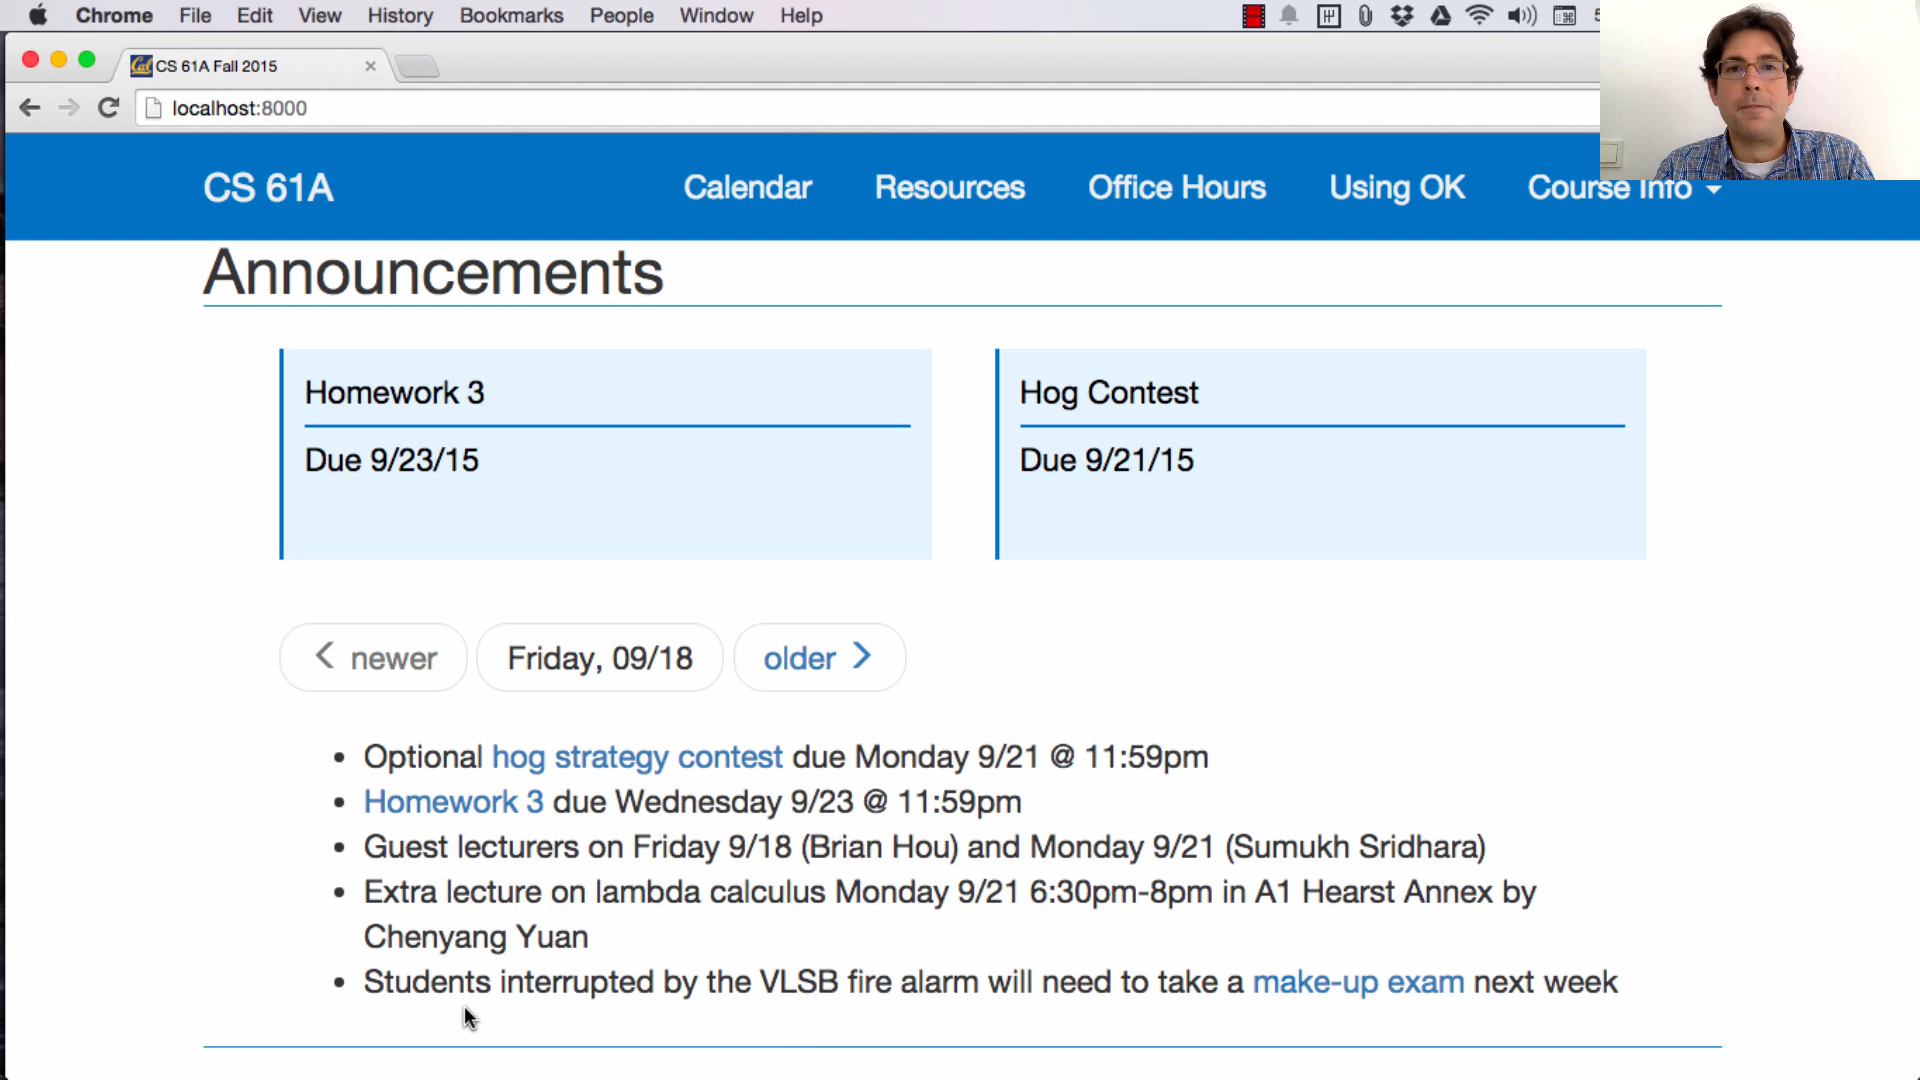 Chrome File Edit View History Bookmarks People Window Help
Cal CS 61A Fall 2015
localhost:8000
CS 61A Calendar Resources Office Hours Using OK Course Info
Announcements
Homework 3
Due 9/23/15
Hog Contest
Due 9/21/15
newer Friday, 09/18 older
• Optional hog strategy contest due Monday 9/21 @ 11:59pm
• Homework 3 due Wednesday 9/23 @ 11:59pm
• Guest lecturers on Friday 9/18 (Brian Hou) and Monday 9/21 (Sumukh Sridhara)
• Extra lecture on lambda calculus Monday 9/21 6:30pm-8pm in A1 Hearst Annex by
Chenyang Yuan
• Students interrupted by the VLSB fire alarm will need to take a make-up exam next week